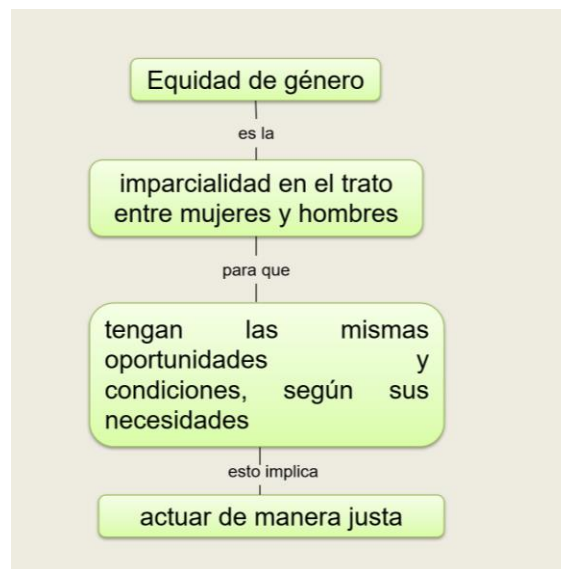 Equidad de género
es la
imparcialidad en el trato
entre mujeres y hombres
para que
tengan las mismas
oportunidades y
condiciones, según sus
necesidades
esto implica
actuar de manera justa